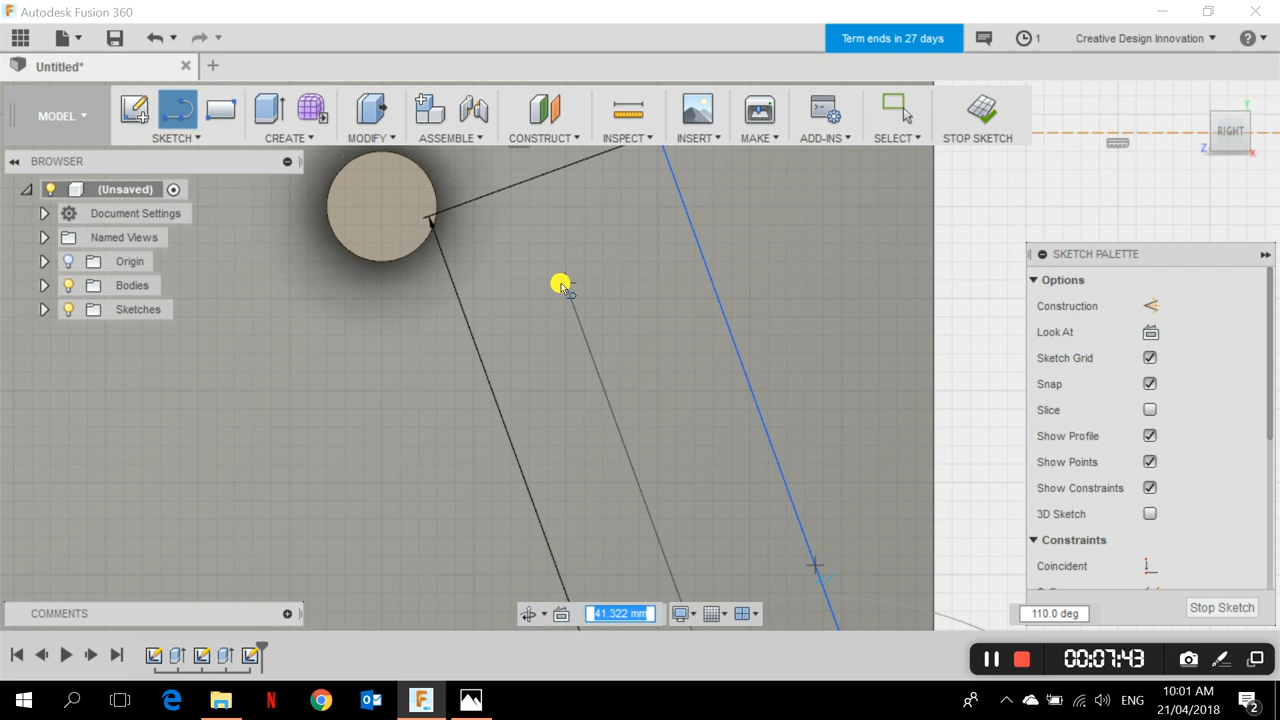 Autodesk Fusion 360
Term ends in 27 days
1
Creative Design Innovation
Untitled*
MODEL
SKETCH
CREATE
MODIFY
ASSEMBLE
CONSTRUCT
INSPECT
INSERT
MAKE
ADD-INS
SELECT
STOP SKETCH
RIGHT
Y
Z
X
BROWSER
(Unsaved)
Document Settings
Named Views
Origin
Bodies
Sketches
SKETCH PALETTE
Options
Construction
Look At
Sketch Grid
Snap
Slice
Show Profile
Show Points
Show Constraints
3D Sketch
Constraints
Coincident
COMMENTS
41.322 mm
110.0 deg
Stop Sketch
00:07:43
ENG
10:01 AM
21/04/2018
2